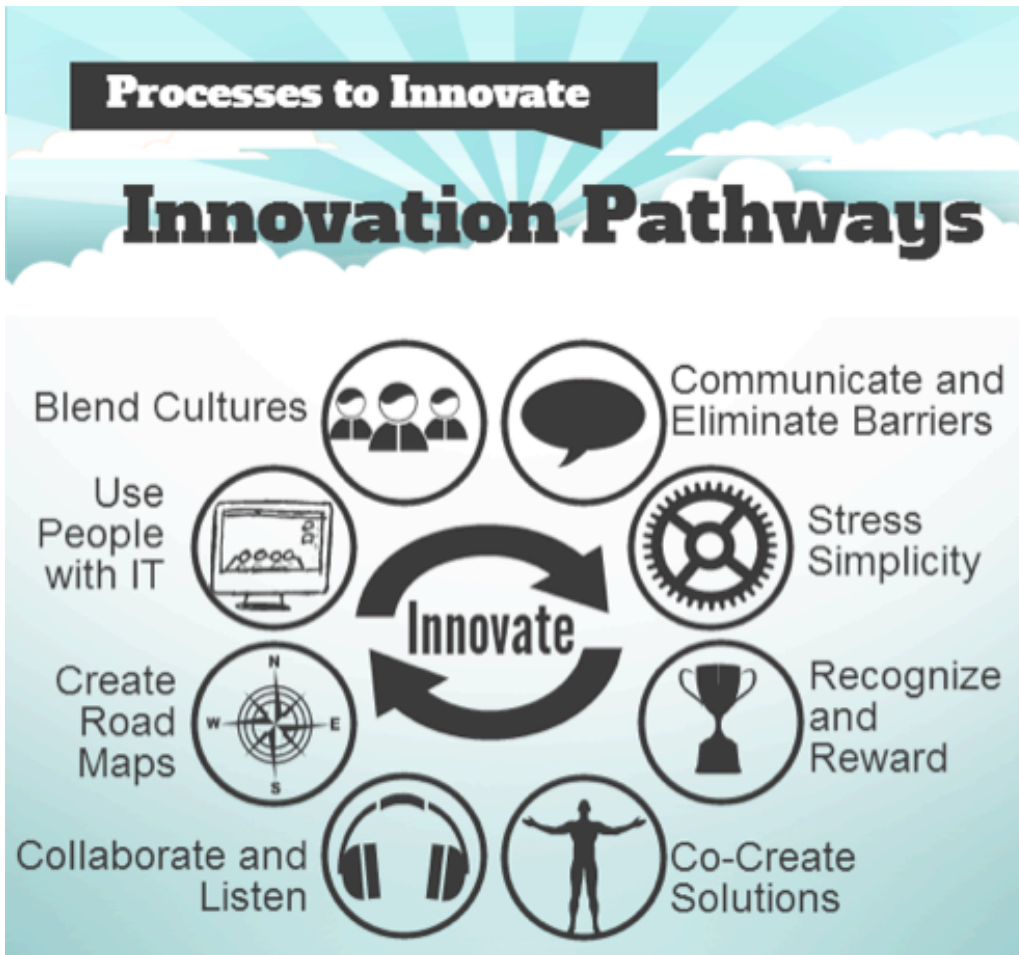 Processes to Innovate
Innovation Pathways
Blend Cultures
Communicate and
Eliminate Barriers
Use
People
with IT
Stress
Simplicity
Innovate
Create
Road
Maps
N
W
E
S
Recognize
and
Reward
Collaborate and
Listen
Co-Create
Solutions